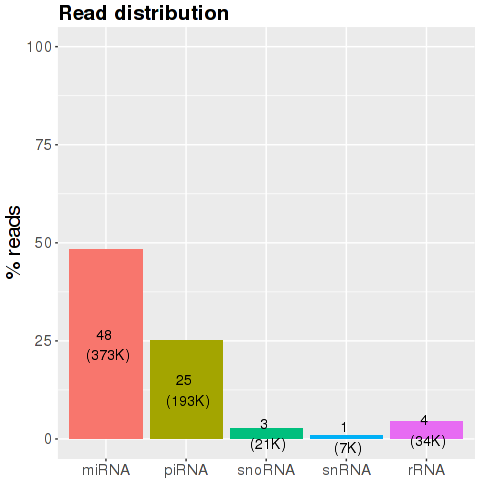 Read distribution
% reads
100
75
50
25
0
48
(373K)
25
(193K)
3
(21K)
1
(7K)
4
(34K)
miRNA piRNA snoRNA snRNA rRNA